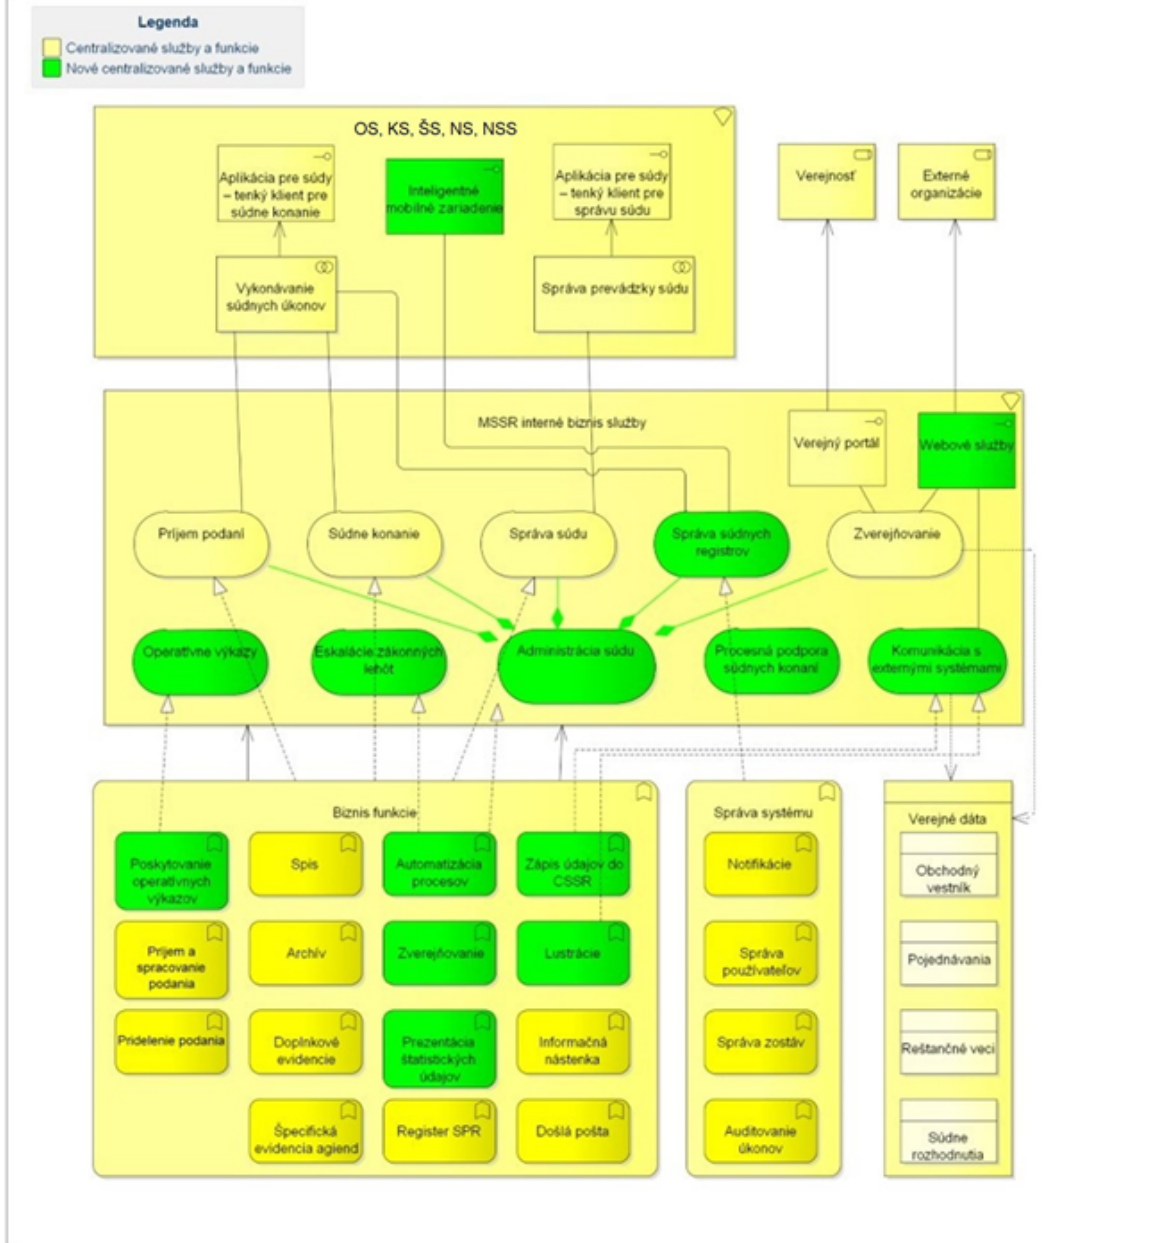 Legenda
Centralizované služby a funkcie
Nové centralizované služby a funkcie
OS, KS, ŠS, NS, NSS
Aplikácia pre súdy
– tenký klient pre
súdne konanie
Inteligentné
mobilné zariadenie
Aplikácia pre súdy
– tenký klient pre
správu súdu
Verejnosť
Externé
organizácie
Vykonávanie
súdnych úkonov
Správa prevádzky súdu
MSSR interné biznis služby
Verejný portál
Webové služby
Príjem podaní
Súdne konanie
Správa súdu
Správa súdnych
registrov
Zverejňovanie
Operatívne výkazy
Eskalácie zákonných
lehôt
Administrácia súdu
Procesná podpora
súdnych konaní
Komunikácia s
externými systémami
Biznis funkcie
Poskytovanie
operatívnych
výkazov
Spis
Automatizácia
procesov
Zápis údajov do
CSSR
Príjem a
spracovanie
podania
Archív
Zverejňovanie
Lustrácie
Pridelenie podania
Doplnkové
evidencie
Prezentácia
štatistických
údajov
Informačná
nástenka
Špecifická
evidencia agiend
Register SPR
Došlá pošta
Správa systému
Notifikácie
Správa
používateľov
Správa zostáv
Auditovanie
úkonov
Verejné dáta
Obchodný
vestník
Pojednávania
Reštančné veci
Súdne
rozhodnutia